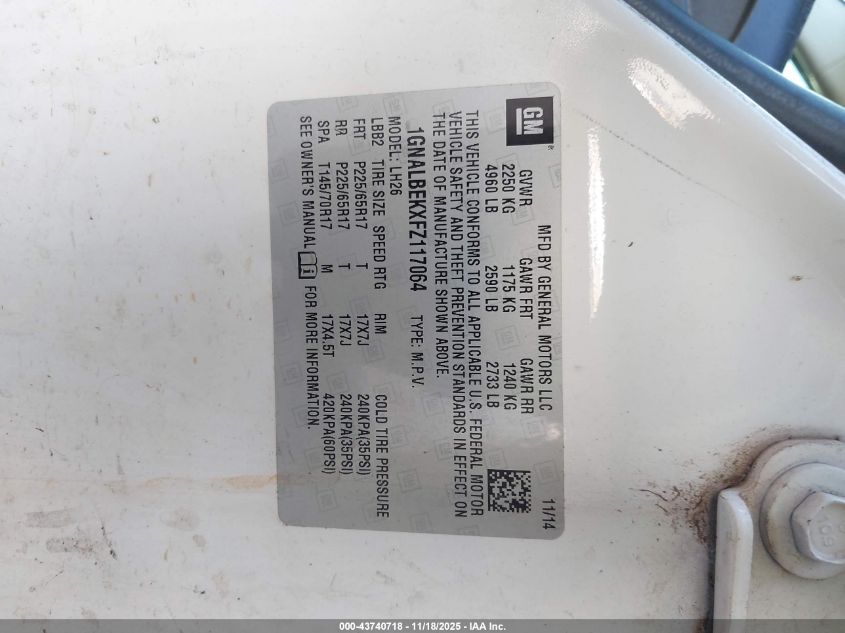 GM
MFD BY GENERAL MOTORS LLC 11/14
GVWR GAWR FRT GAWR RR
2250 KG 1175 KG 1240 KG
4960 LB 2590 LB 2733 LB
THIS VEHICLE CONFORMS TO ALL APPLICABLE U.S. FEDERAL MOTOR
VEHICLE SAFETY AND THEFT PREVENTION STANDARDS IN EFFECT ON
THE DATE OF MANUFACTURE SHOWN ABOVE.
1GNALBEKXFZ117064 TYPE: M.P.V.
MODEL: LH26
LBB2 TIRE SIZE SPEED RTG RIM COLD TIRE PRESSURE
FRT P225/65R17 T 17X7J 240KPA(35PSI)
RR P225/65R17 T 17X7J 240KPA(35PSI)
SPA T145/70R17 M 17X4.5T 420KPA(60PSI)
SEE OWNER'S MANUAL i FOR MORE INFORMATION.
000-43740718 - 11/18/2025 - IAA Inc.